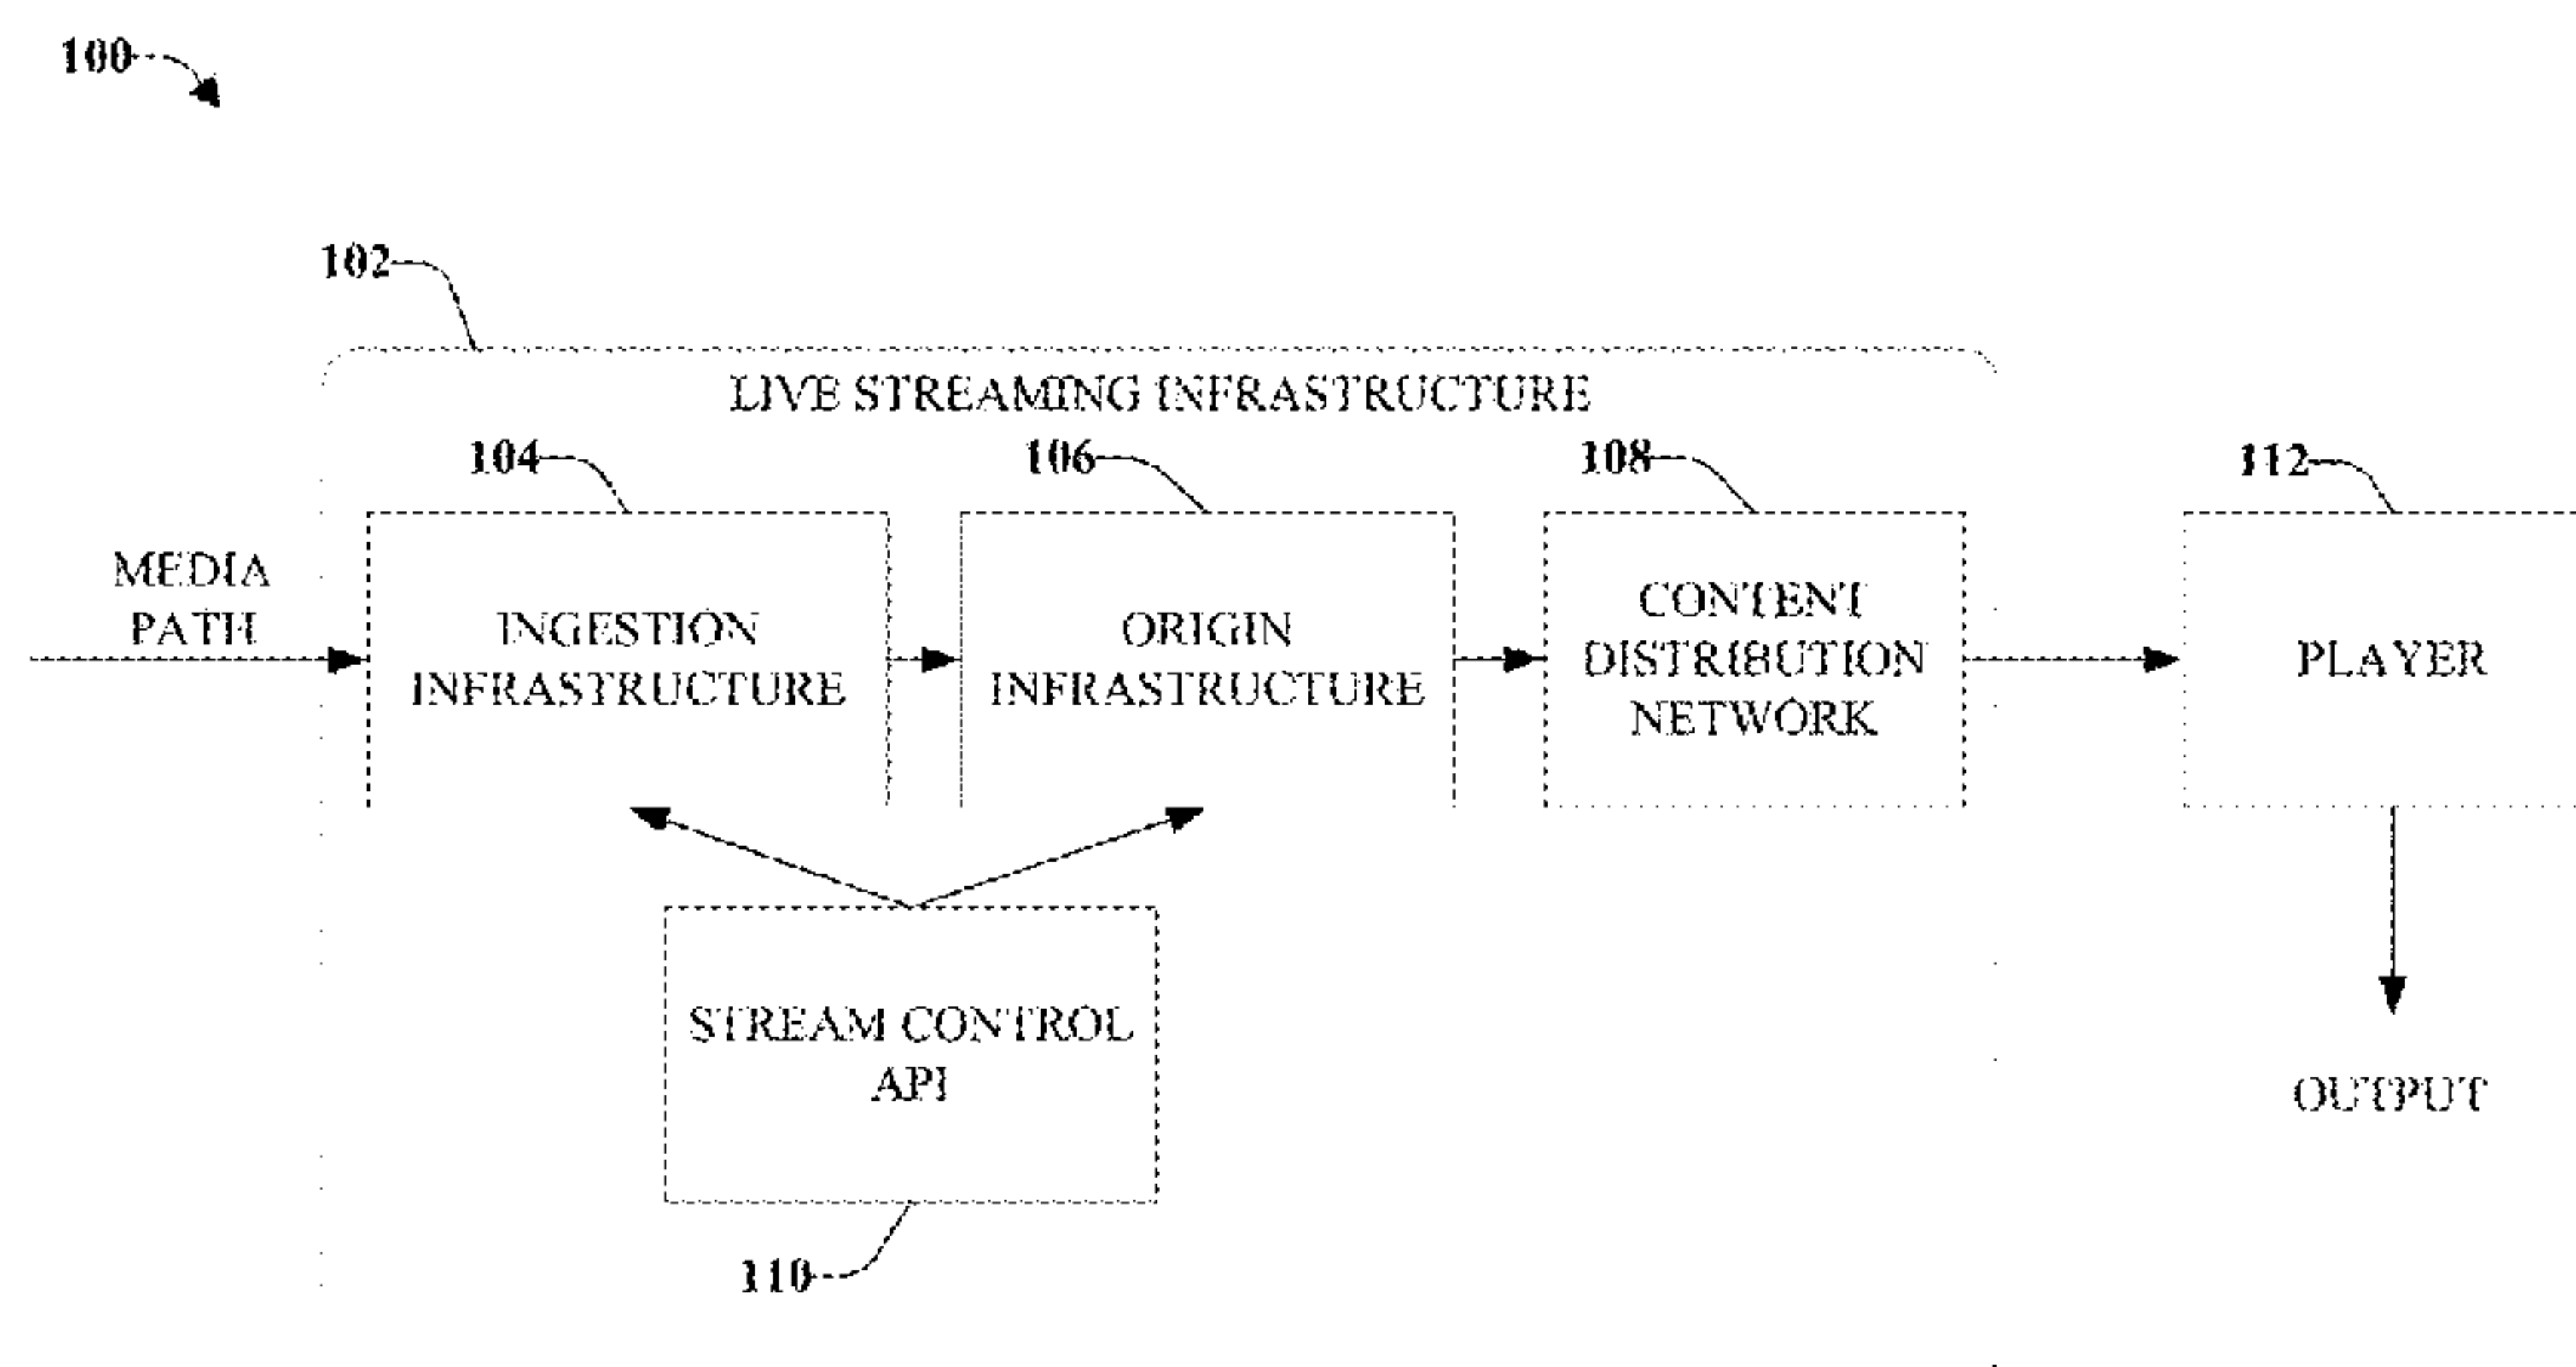 100
102
LIVE STREAMING INFRASTRUCTURE
104
106
108
112
MEDIA
PATH
INGESTION
INFRASTRUCTURE
ORIGIN
INFRASTRUCTURE
CONTENT
DISTRIBUTION
NETWORK
PLAYER
STREAM CONTROL
API
OUTPUT
110